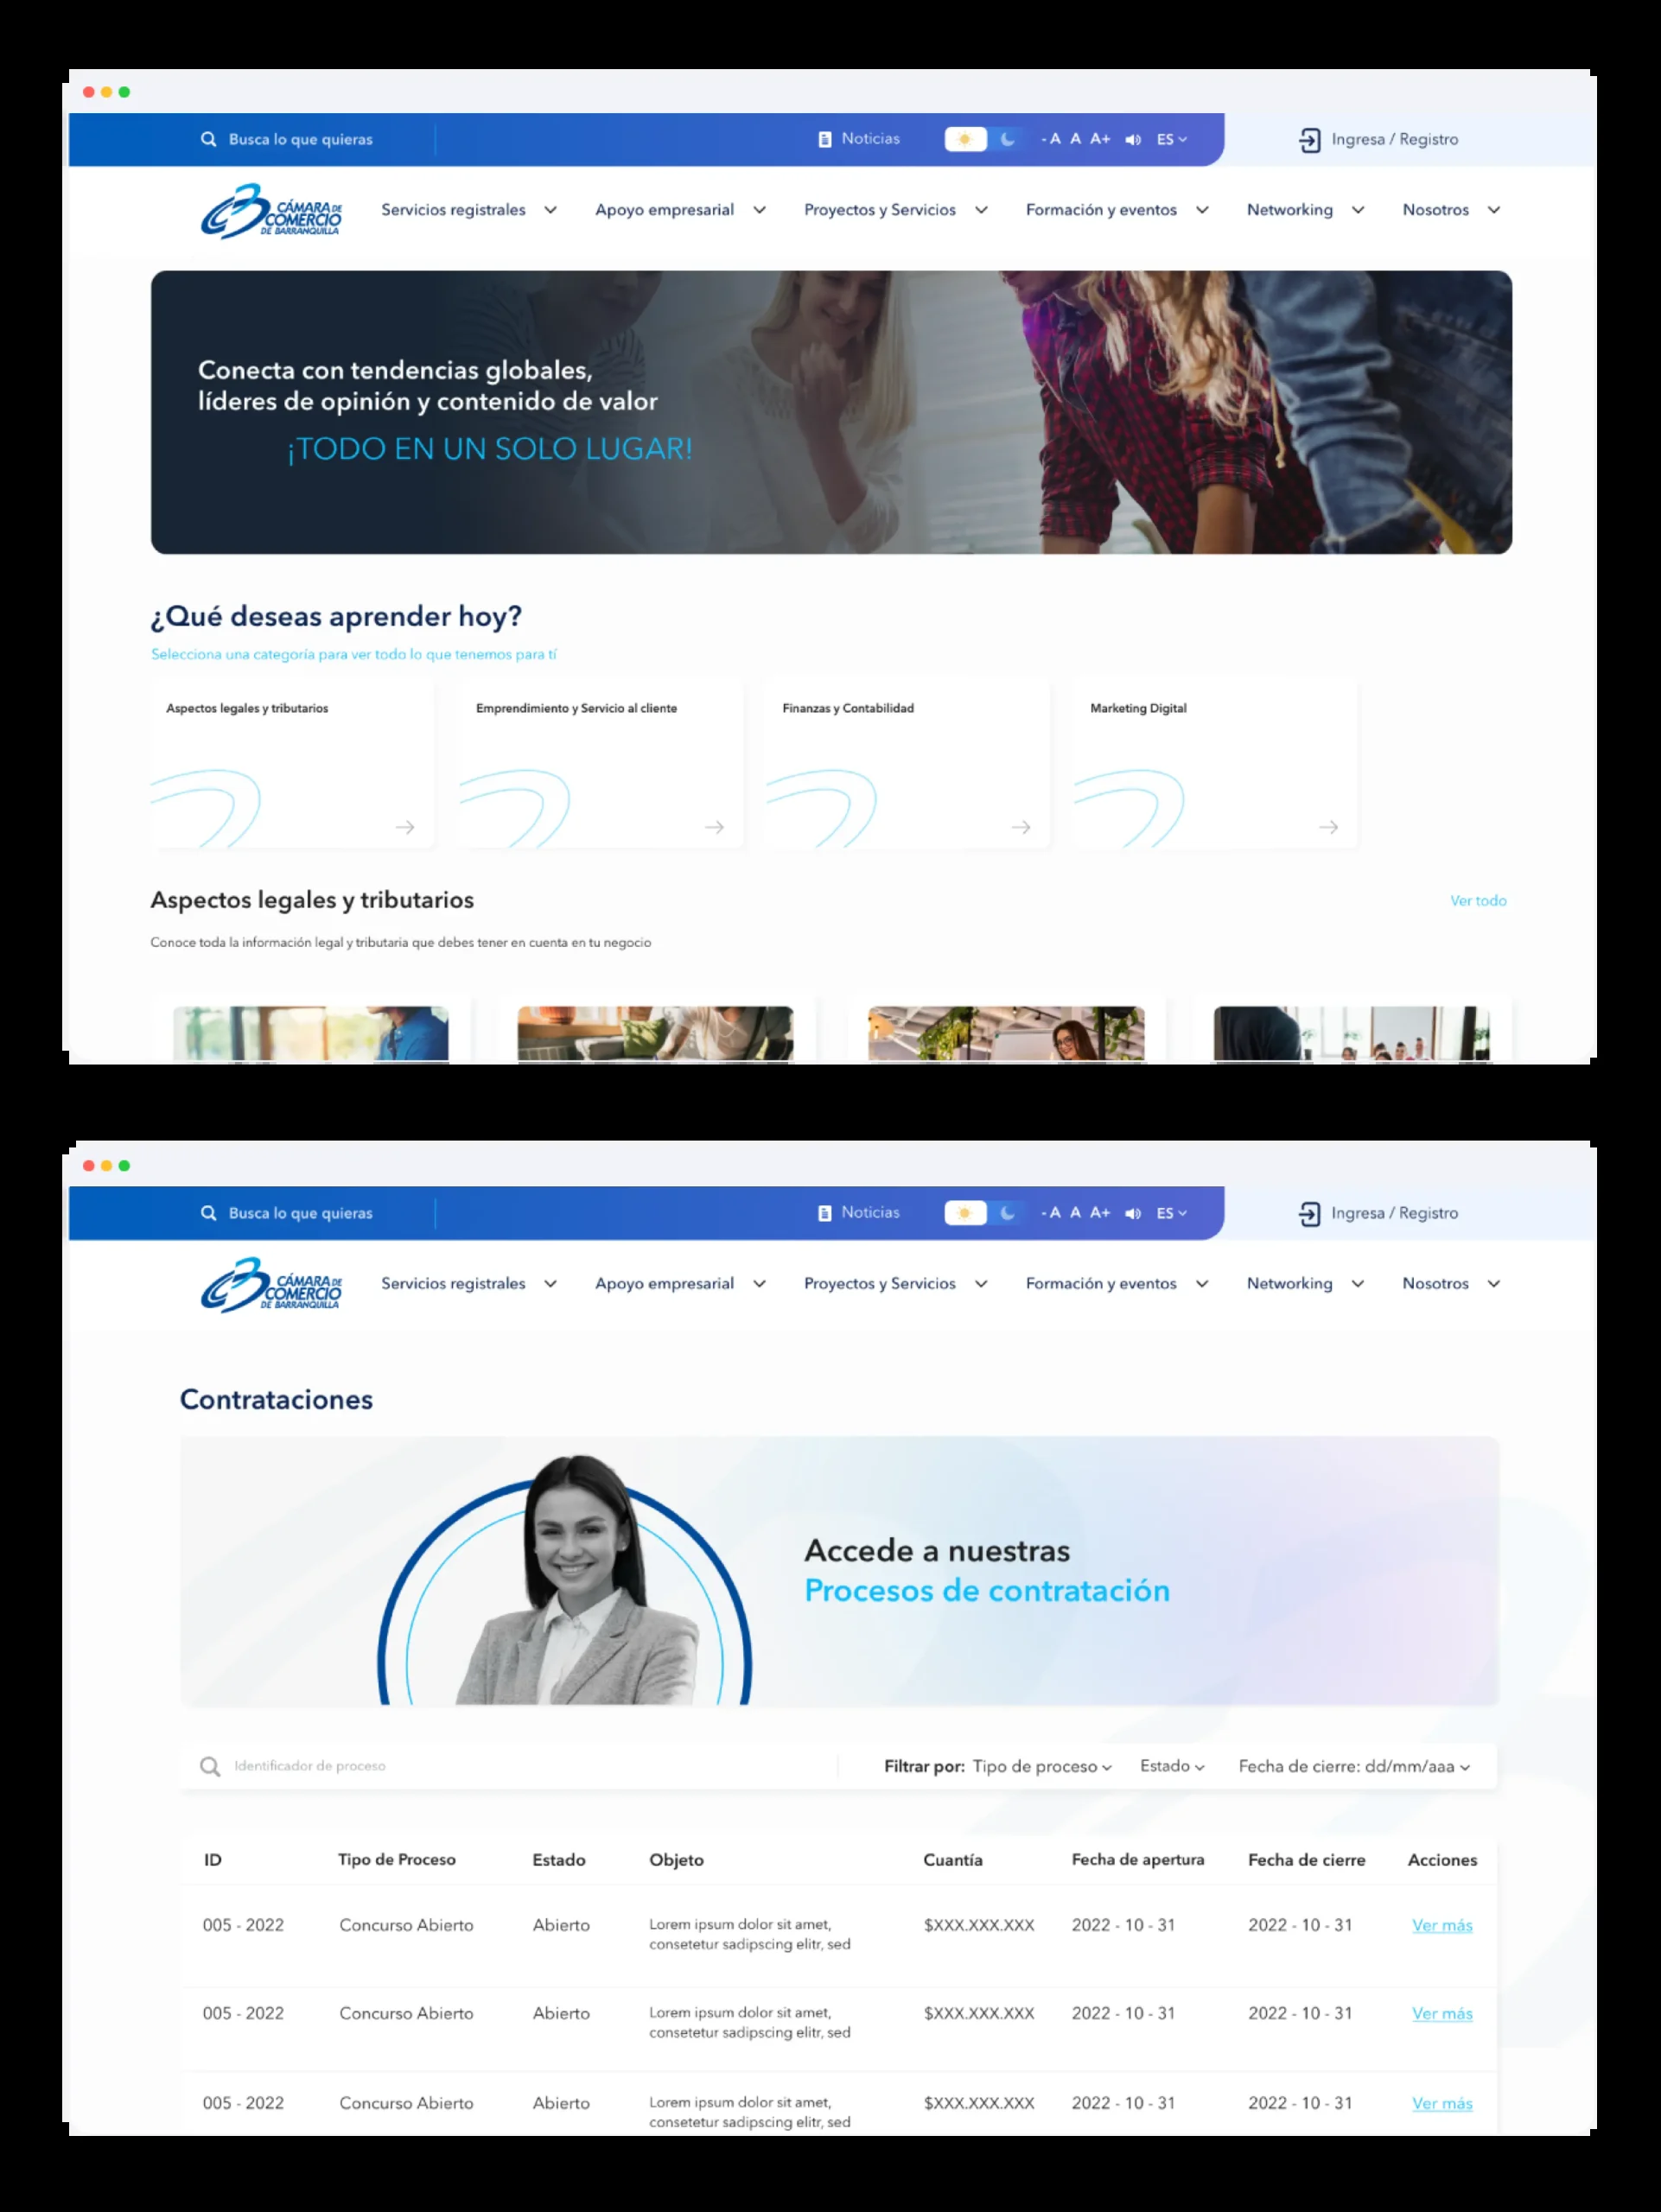 Busca lo que quieras
Noticias
- A A A+
ES
Ingresa / Registro
CÁMARA DE
COMERCIO
DE BARRANQUILLA
Servicios registrales
Apoyo empresarial
Proyectos y Servicios
Formación y eventos
Networking
Nosotros
Conecta con tendencias globales,
líderes de opinión y contenido de valor
¡TODO EN UN SOLO LUGAR!
¿Qué deseas aprender hoy?
Selecciona una categoría para ver todo lo que tenemos para tí
Aspectos legales y tributarios
Emprendimiento y Servicio al cliente
Finanzas y Contabilidad
Marketing Digital
Aspectos legales y tributarios
Ver todo
Conoce toda la información legal y tributaria que debes tener en cuenta en tu negocio
Busca lo que quieras
Noticias
- A A A+
ES
Ingresa / Registro
CÁMARA DE
COMERCIO
DE BARRANQUILLA
Servicios registrales
Apoyo empresarial
Proyectos y Servicios
Formación y eventos
Networking
Nosotros
Contrataciones
Accede a nuestras
Procesos de contratación
Identificador de proceso
Filtrar por: Tipo de proceso
Estado
Fecha de cierre: dd/mm/aaa
ID Tipo de Proceso Estado Objeto Cuantía Fecha de apertura Fecha de cierre Acciones
005 - 2022 Concurso Abierto Abierto Lorem ipsum dolor sit amet, $XXX.XXX.XXX 2022 - 10 - 31 2022 - 10 - 31 Ver más
consetetur sadipscing elitr, sed
005 - 2022 Concurso Abierto Abierto Lorem ipsum dolor sit amet, $XXX.XXX.XXX 2022 - 10 - 31 2022 - 10 - 31 Ver más
consetetur sadipscing elitr, sed
005 - 2022 Concurso Abierto Abierto Lorem ipsum dolor sit amet, $XXX.XXX.XXX 2022 - 10 - 31 2022 - 10 - 31 Ver más
consetetur sadipscing elitr, sed